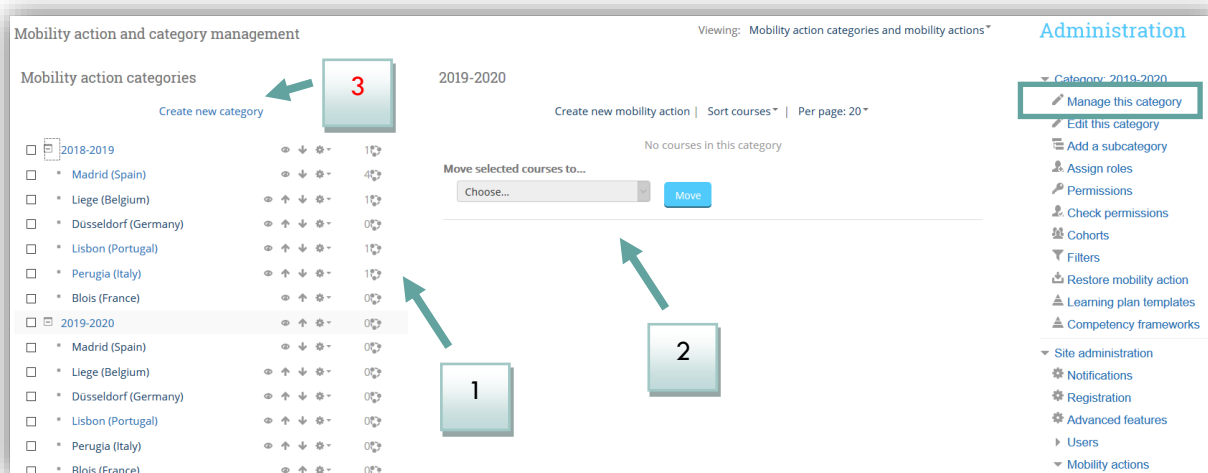 Mobility action and category management
Viewing: Mobility action categories and mobility actions
Mobility action categories
Create new category
3
2018-2019 1
Madrid (Spain) 4
Liege (Belgium) 1
Düsseldorf (Germany) 0
Lisbon (Portugal) 1
Perugia (Italy) 1
Blois (France) 0
2019-2020 0
Madrid (Spain) 0
Liege (Belgium) 0
Düsseldorf (Germany) 0
Lisbon (Portugal) 0
Perugia (Italy) 0
Blois (France) 0
1
2019-2020
Create new mobility action | Sort courses | Per page: 20
No courses in this category
Move selected courses to...
Choose... Move
2
Administration
Category: 2019-2020
Manage this category
Edit this category
Add a subcategory
Assign roles
Permissions
Check permissions
Cohorts
Filters
Restore mobility action
Learning plan templates
Competency frameworks
Site administration
Notifications
Registration
Advanced features
Users
Mobility actions